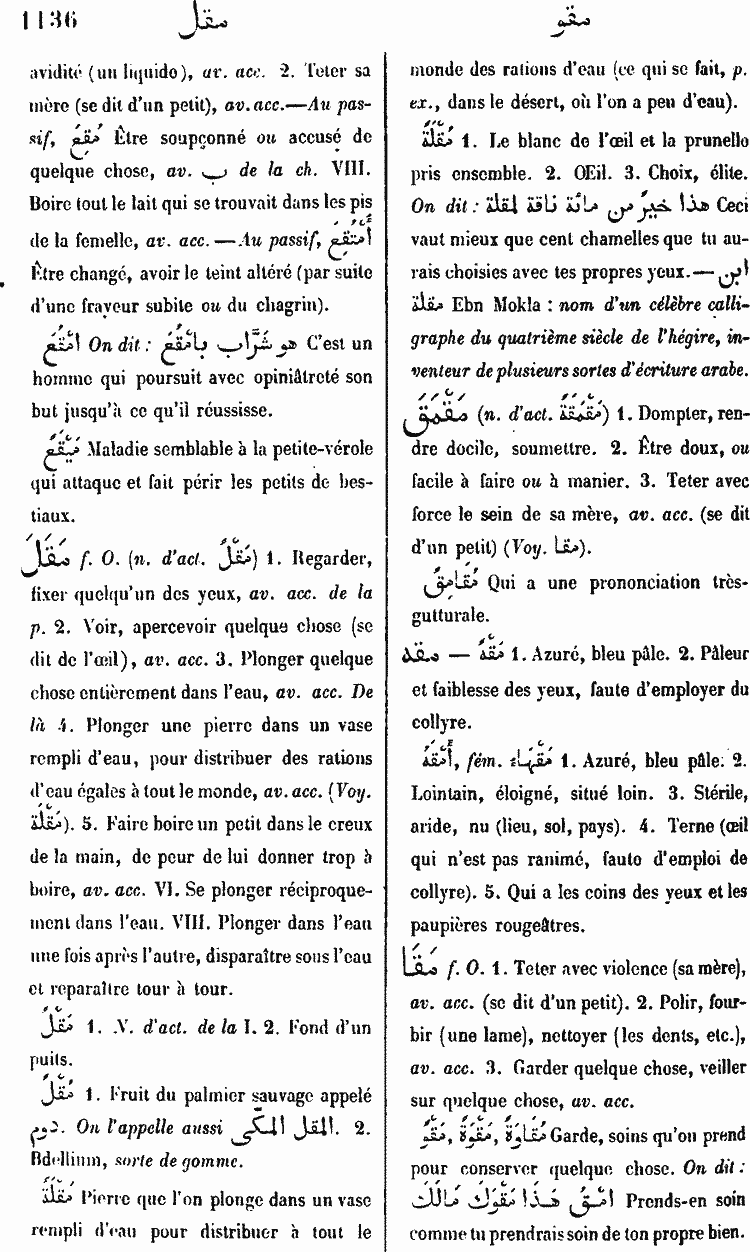 1136
مقل
مقو
avidité (un liquide), av. acc. 2. Teter sa
mère (se dit d'un petit), av. acc. — Au pas-
sif, مُقِعَ Être soupçonné ou accusé de
quelque chose, av. ب de la ch. VIII.
Boire tout le lait qui se trouvait dans les pis
de la femelle, av. acc. — Au passif, أُمْتُقِعَ
Être changé, avoir le teint altéré (par suite
d'une frayeur subite ou du chagrin).
أَمْقُعٌ On dit : هو شَرَّاب بِأَمْقُعٍ C'est un
homme qui poursuit avec opiniâtreté son
but jusqu'à ce qu'il réussisse.
مَيْقَعٌ Maladie semblable à la petite-vérole
qui attaque et fait périr les petits de bes-
tiaux.
مَقَلَ f. O. (n. d'act. مَقْلٌ) 1. Regarder,
fixer quelqu'un des yeux, av. acc. de la
p. 2. Voir, apercevoir quelque chose (se
dit de l'œil), av. acc. 3. Plonger quelque
chose entièrement dans l'eau, av. acc. De
là 4. Plonger une pierre dans un vase
rempli d'eau, pour distribuer des rations
d'eau égales à tout le monde, av. acc. (Voy.
مَقْلَة). 5. Faire boire un petit dans le creux
de la main, de peur de lui donner trop à
boire, av. acc. VI. Se plonger réciproque-
ment dans l'eau. VIII. Plonger dans l'eau
une fois après l'autre, disparaître sous l'eau
et reparaître tour à tour.
مَقْلٌ 1. N. d'act. de la I. 2. Fond d'un
puits.
مُقْلٌ 1. Fruit du palmier sauvage appelé
دوم. On l'appelle aussi المقل المكّى. 2.
Bdellium, sorte de gomme.
مَقْلَةٌ Pierre que l'on plonge dans un vase
rempli d'eau pour distribuer à tout le
monde des rations d'eau (ce qui se fait, p.
ex., dans le désert, où l'on a peu d'eau).
مُقْلَةٌ 1. Le blanc de l'œil et la prunelle
pris ensemble. 2. Œil. 3. Choix, élite.
On dit : هذا خيرٌ من مائة ناقة لمقلة Ceci
vaut mieux que cent chamelles que tu au-
rais choisies avec tes propres yeux. — ابن
مقلة Ebn Mokla : nom d'un célèbre calli-
graphe du quatrième siècle de l'hégire, in-
venteur de plusieurs sortes d'écriture arabe.
مَقْمَقَ (n. d'act. مَقْمَقَةٌ) 1. Dompter, ren-
dre docile, soumettre. 2. Être doux, ou
facile à faire ou à manier. 3. Teter avec
force le sein de sa mère, av. acc. (se dit
d'un petit) (Voy. مقا).
مُقَامِقٌ Qui a une prononciation très-
gutturale.
مقه — مَقَهٌ 1. Azuré, bleu pâle. 2. Pâleur
et faiblesse des yeux, faute d'employer du
collyre.
أَمْقَهُ, fém. مَقْهَاءُ 1. Azuré, bleu pâle. 2.
Lointain, éloigné, situé loin. 3. Stérile,
aride, nu (lieu, sol, pays). 4. Terne (œil
qui n'est pas ranimé, faute d'emploi de
collyre). 5. Qui a les coins des yeux et les
paupières rougeâtres.
مَقَا f. O. 1. Teter avec violence (sa mère),
av. acc. (se dit d'un petit). 2. Polir, four-
bir (une lame), nettoyer (les dents, etc.),
av. acc. 3. Garder quelque chose, veiller
sur quelque chose, av. acc.
مَقْوٌ, مَقْوَةٌ, مَقَاوَةٌ Garde, soins qu'on prend
pour conserver quelque chose. On dit :
امْقُ هَذَا مَقْوَكَ مَالَكَ Prends-en soin
comme tu prendrais soin de ton propre bien.